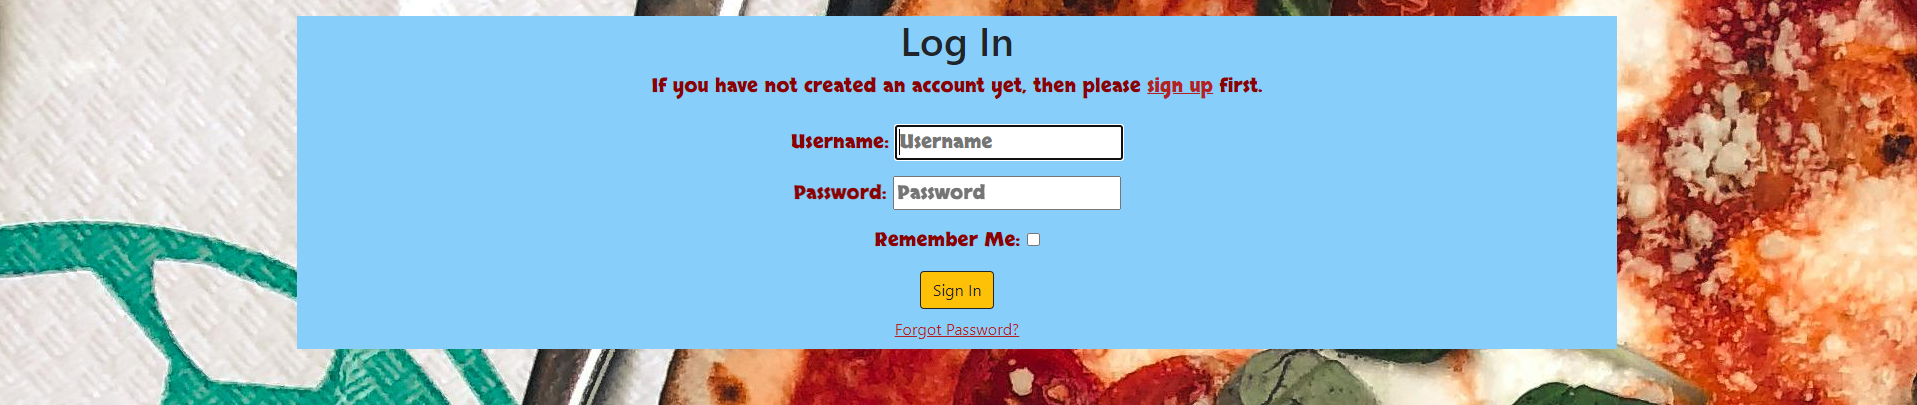 Log In
If you have not created an account yet, then please sign up first.
Username: Username
Password: Password
Remember Me:
Sign In
Forgot Password?